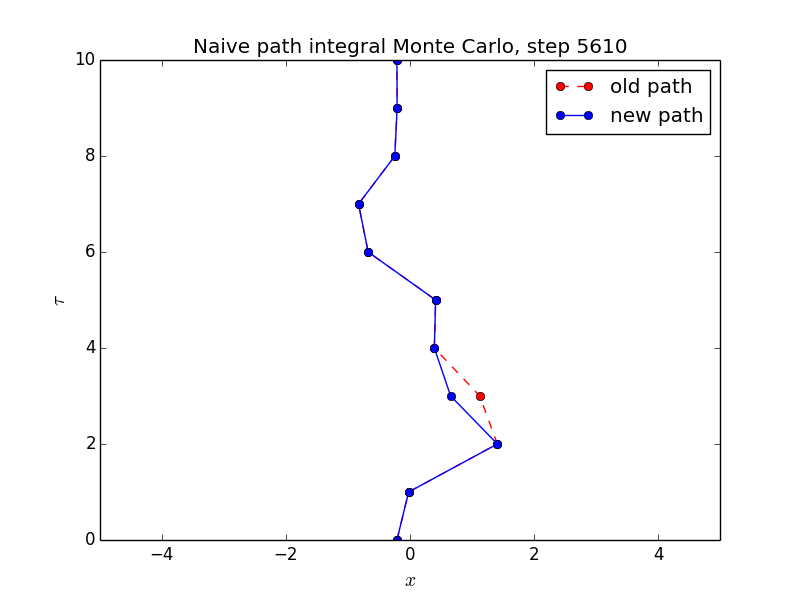 Naive path integral Monte Carlo, step 5610
10
8
6
4
2
0
τ
old path
new path
−4
−2
0
2
4
x